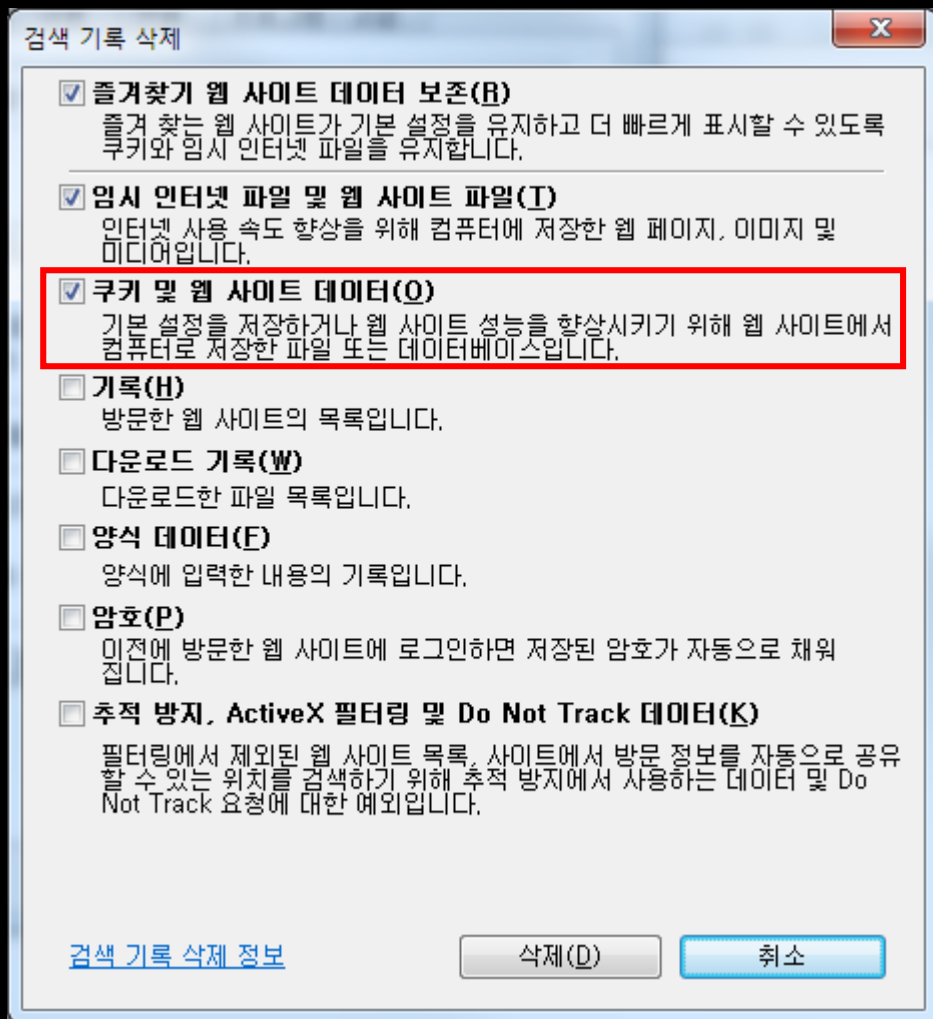 검색 기록 삭제
즐겨찾기 웹 사이트 데이터 보존(R)
즐겨 찾는 웹 사이트가 기본 설정을 유지하고 더 빠르게 표시할 수 있도록
쿠키와 임시 인터넷 파일을 유지합니다.
임시 인터넷 파일 및 웹 사이트 파일(T)
인터넷 사용 속도 향상을 위해 컴퓨터에 저장한 웹 페이지, 이미지 및
미디어입니다.
쿠키 및 웹 사이트 데이터(O)
기본 설정을 저장하거나 웹 사이트 성능을 향상시키기 위해 웹 사이트에서
컴퓨터로 저장한 파일 또는 데이터베이스입니다.
기록(H)
방문한 웹 사이트의 목록입니다.
다운로드 기록(W)
다운로드한 파일 목록입니다.
양식 데이터(F)
양식에 입력한 내용의 기록입니다.
암호(P)
이전에 방문한 웹 사이트에 로그인하면 저장된 암호가 자동으로 채워
집니다.
추적 방지, ActiveX 필터링 및 Do Not Track 데이터(K)
필터링에서 제외된 웹 사이트 목록, 사이트에서 방문 정보를 자동으로 공유
할 수 있는 위치를 검색하기 위해 추적 방지에서 사용하는 데이터 및 Do
Not Track 요청에 대한 예외입니다.
검색 기록 삭제 정보
삭제(D)
취소